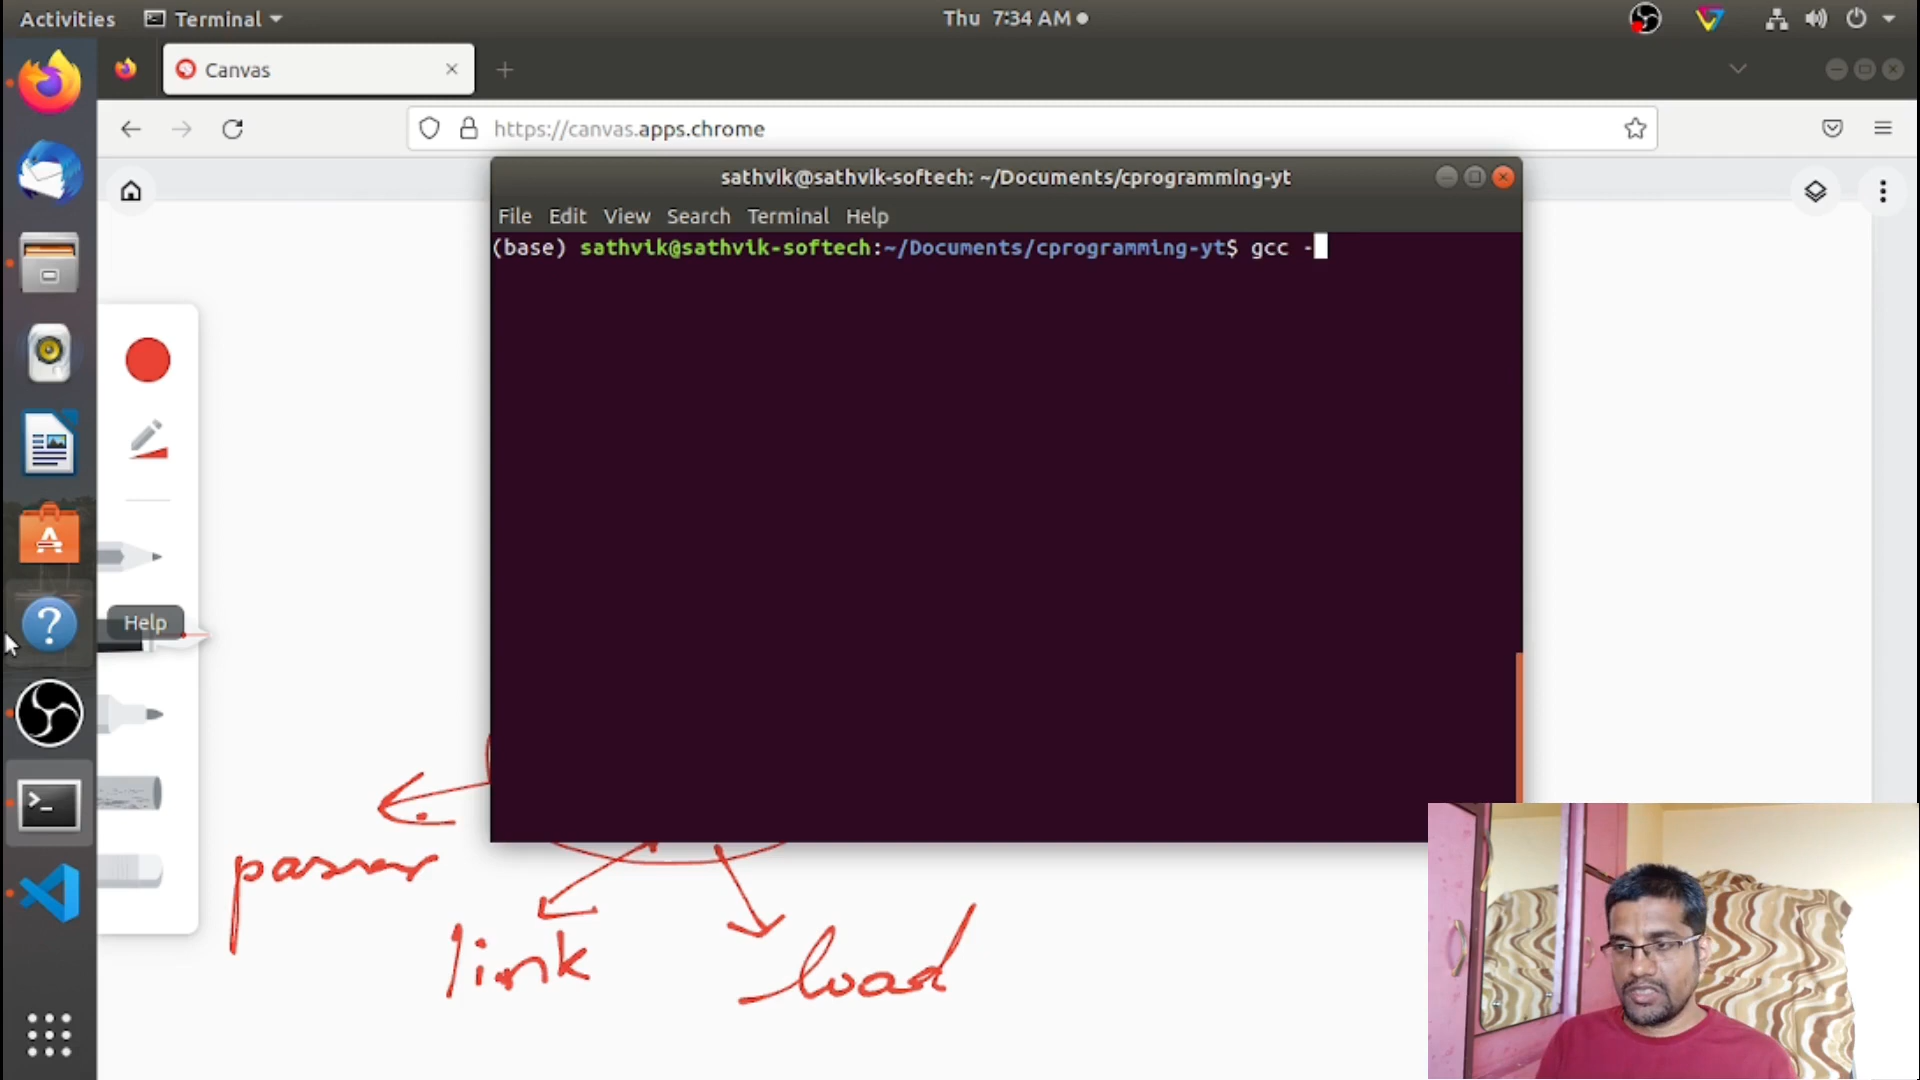 Activities
Terminal
Thu 7:34 AM
Canvas
https://canvas.apps.chrome
sathvik@sathvik-softech: ~/Documents/cprogramming-yt
File Edit View Search Terminal Help
(base) sathvik@sathvik-softech:~/Documents/cprogramming-yt$ gcc -
Help
link
load